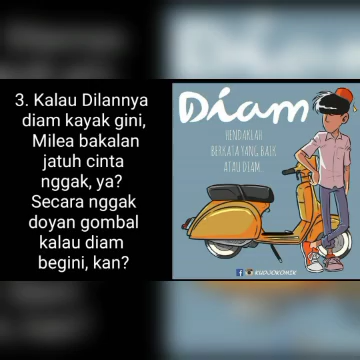 3. Kalau Dilannya
diam kayak gini,
Milea bakalan
jatuh cinta
nggak, ya?
Secara nggak
doyan gombal
kalau diam
begini, kan?
Diam
HENDAKLAH
BERKATA YANG BAIK
ATAU DIAM..
@KUDJOKOMIK